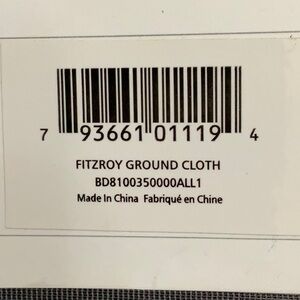 7 93661 01119 4
FITZROY GROUND CLOTH
BD8100350000ALL1
Made In China Fabriqué en Chine